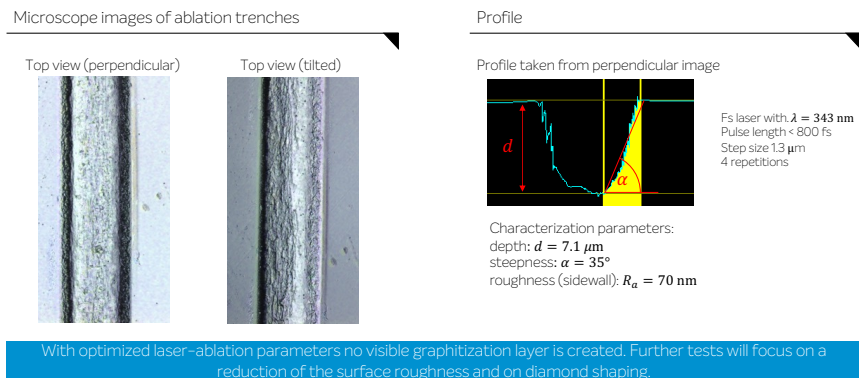 Microscope images of ablation trenches
Profile
Top view (perpendicular)
Top view (tilted)
Profile taken from perpendicular image
d
α
Fs laser with. λ = 343 nm
Pulse length < 800 fs
Step size 1.3 μm
4 repetitions
Characterization parameters:
depth: d = 7.1 μm
steepness: α = 35°
roughness (sidewall): Rₐ = 70 nm
With optimized laser-ablation parameters no visible graphitization layer is created. Further tests will focus on a
reduction of the surface roughness and on diamond shaping.